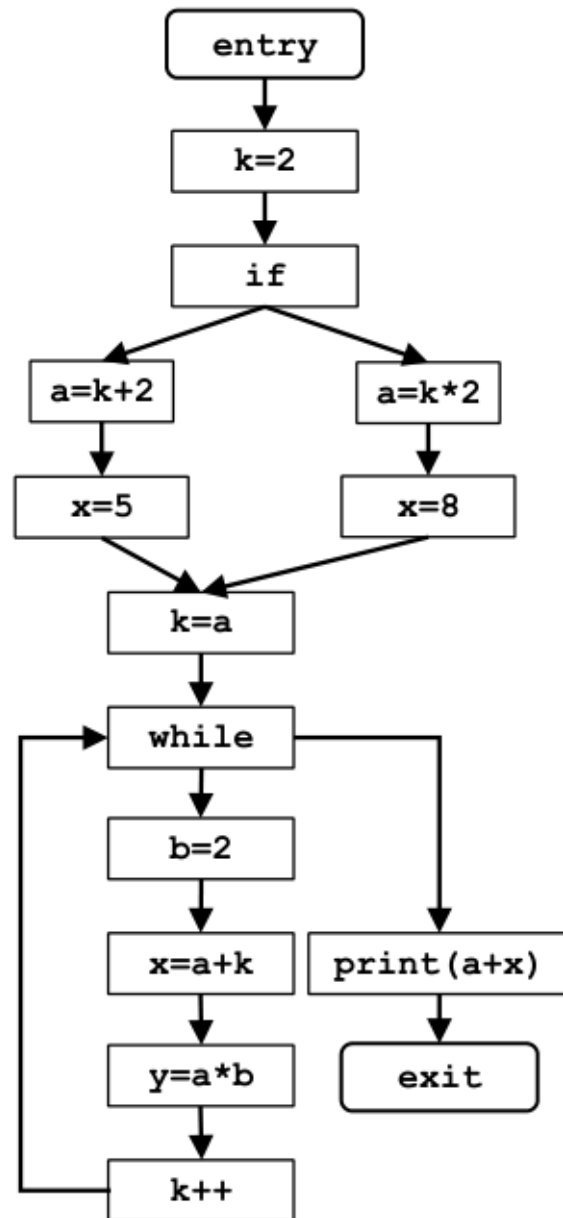 entry
k=2
if
a=k+2
a=k*2
x=5
x=8
k=a
while
b=2
x=a+k
print(a+x)
y=a*b
exit
k++